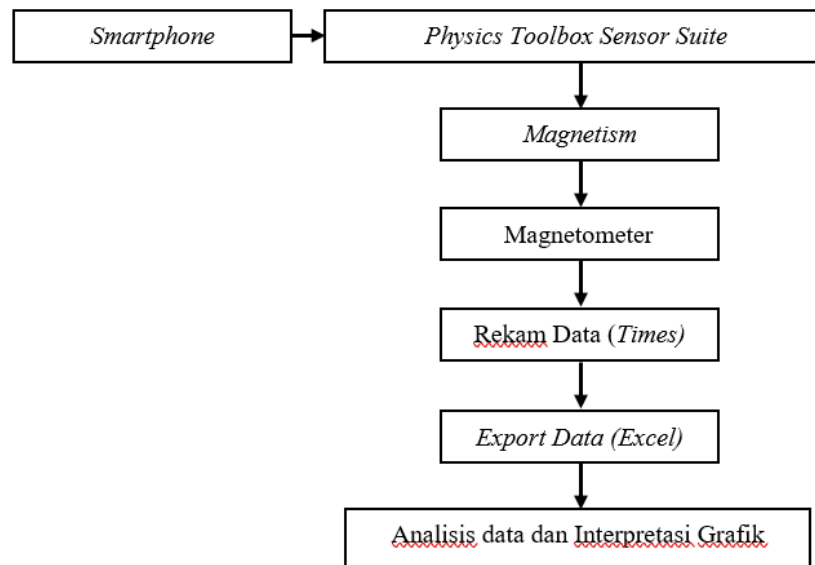 Smartphone
Physics Toolbox Sensor Suite
Magnetism
Magnetometer
Rekam Data (Times)
Export Data (Excel)
Analisis data dan Interpretasi Grafik